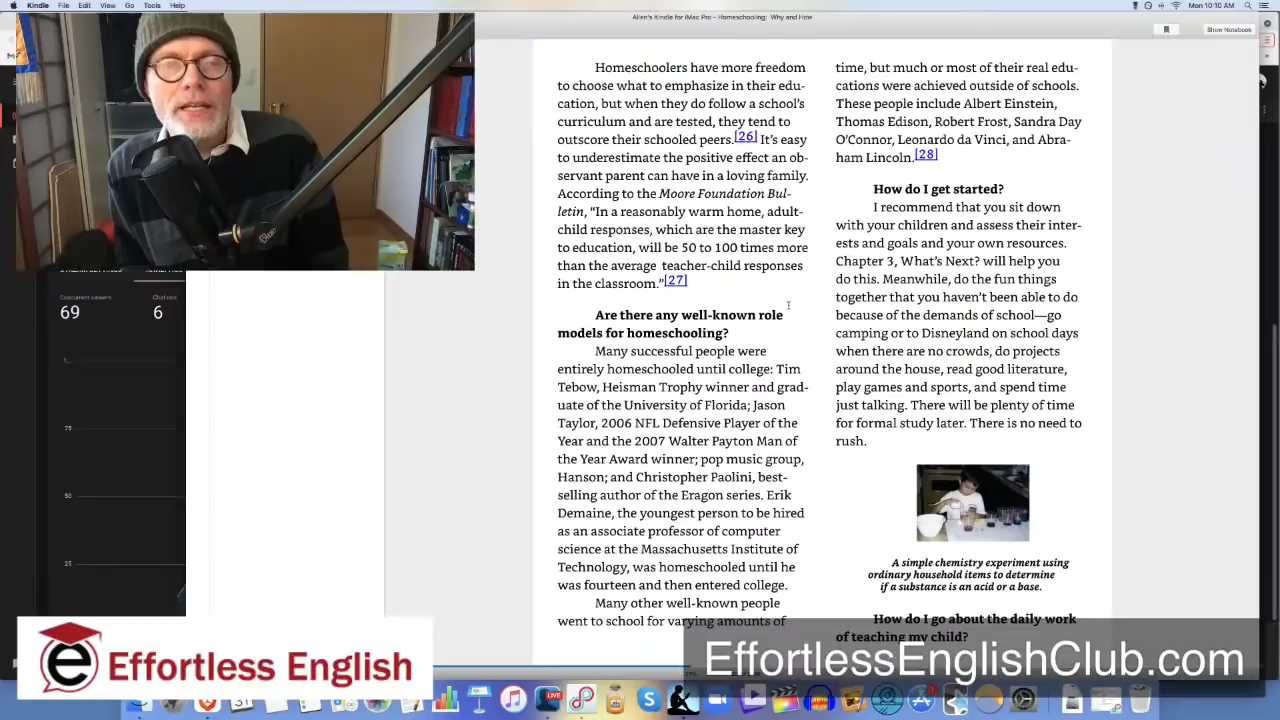 Kindle File Edit View Go Tools Help
Mon 10:10 AM
Allen's Kindle for iMac Pro - Homeschooling: Why and How
Show Notebook
Homeschoolers have more freedom
to choose what to emphasize in their edu-
cation, but when they do follow a school's
curriculum and are tested, they tend to
outscore their schooled peers.[26] It's easy
to underestimate the positive effect an ob-
servant parent can have in a loving family.
According to the Moore Foundation Bul-
letin, "In a reasonably warm home, adult-
child responses, which are the master key
to education, will be 50 to 100 times more
than the average teacher-child responses
in the classroom."[27]
Are there any well-known role
models for homeschooling?
Many successful people were
entirely homeschooled until college: Tim
Tebow, Heisman Trophy winner and grad-
uate of the University of Florida; Jason
Taylor, 2006 NFL Defensive Player of the
Year and the 2007 Walter Payton Man of
the Year Award winner; pop music group,
Hanson; and Christopher Paolini, best-
selling author of the Eragon series. Erik
Demaine, the youngest person to be hired
as an associate professor of computer
science at the Massachusetts Institute of
Technology, was homeschooled until he
was fourteen and then entered college.
Many other well-known people
went to school for varying amounts of
time, but much or most of their real edu-
cations were achieved outside of schools.
These people include Albert Einstein,
Thomas Edison, Robert Frost, Sandra Day
O'Connor, Leonardo da Vinci, and Abra-
ham Lincoln.[28]
How do I get started?
I recommend that you sit down
with your children and assess their inter-
ests and goals and your own resources.
Chapter 3, What's Next? will help you
do this. Meanwhile, do the fun things
together that you haven't been able to do
because of the demands of school—go
camping or to Disneyland on school days
when there are no crowds, do projects
around the house, read good literature,
play games and sports, and spend time
just talking. There will be plenty of time
for formal study later. There is no need to
rush.
A simple chemistry experiment using
ordinary household items to determine
if a substance is an acid or a base.
How do I go about the daily work
of teaching my child?
Concurrent viewers
69
Chat rate
6
75
50
25
e Effortless English
EffortlessEnglishClub.com
LIVE